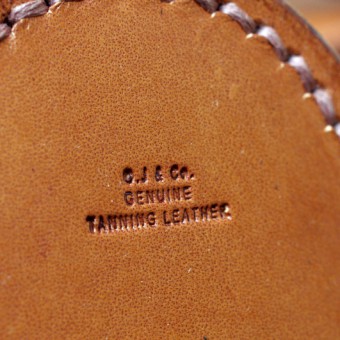 G.J & Co.
GENUINE
TANNING LEATHER